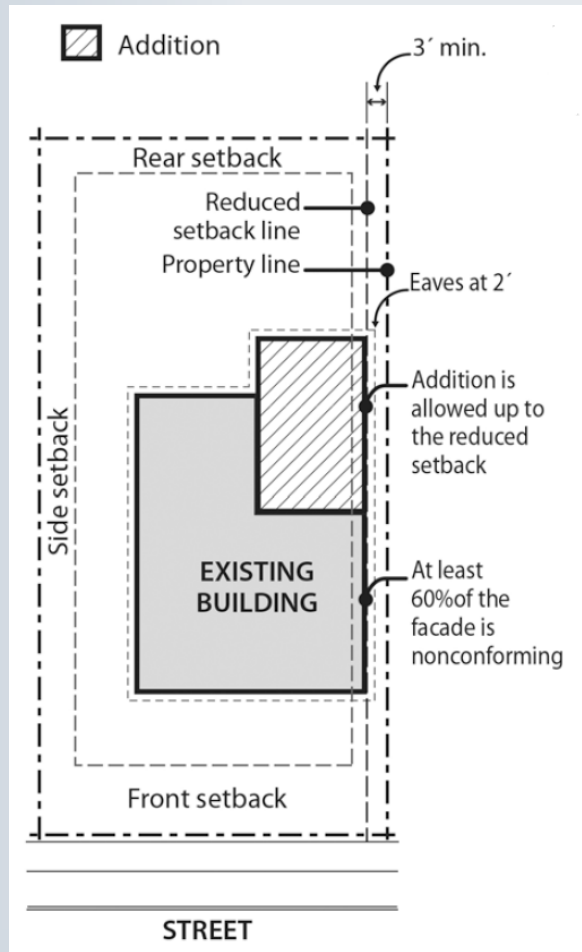 Addition
3´ min.
Rear setback
Reduced
setback line
Property line
Eaves at 2´
Addition is
allowed up to
the reduced
setback
Side setback
EXISTING
BUILDING
At least
60%of the
facade is
nonconforming
Front setback
STREET